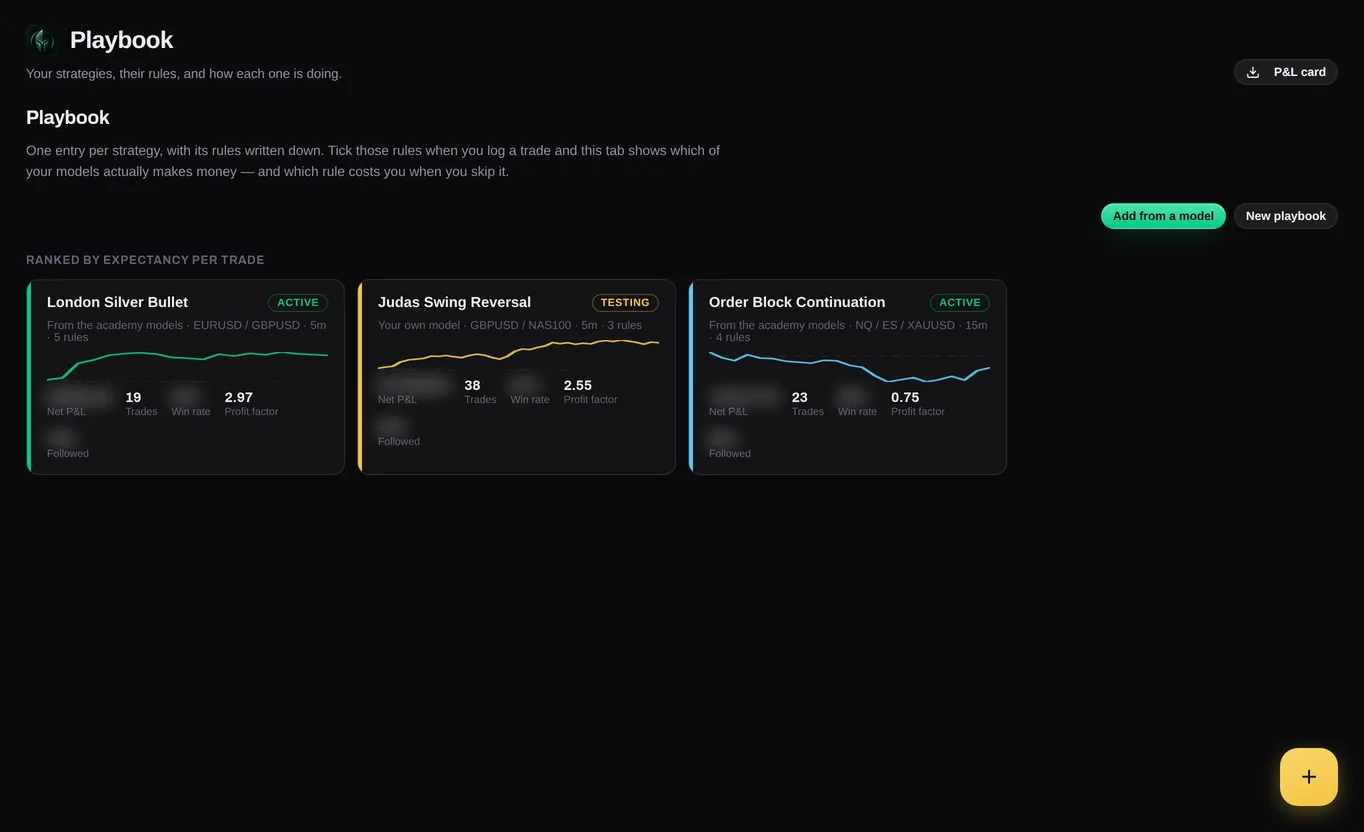 Playbook
Your strategies, their rules, and how each one is doing.
P&L card
Playbook
One entry per strategy, with its rules written down. Tick those rules when you log a trade and this tab shows which of
your models actually makes money — and which rule costs you when you skip it.
Add from a model
New playbook
RANKED BY EXPECTANCY PER TRADE
London Silver Bullet
ACTIVE
From the academy models · EURUSD / GBPUSD · 5m
· 5 rules
19
2.97
Net P&L
Trades
Win rate
Profit factor
Followed
Judas Swing Reversal
TESTING
Your own model · GBPUSD / NAS100 · 5m · 3 rules
38
2.55
Net P&L
Trades
Win rate
Profit factor
Followed
Order Block Continuation
ACTIVE
From the academy models · NQ / ES / XAUUSD · 15m
· 4 rules
23
0.75
Net P&L
Trades
Win rate
Profit factor
Followed
+